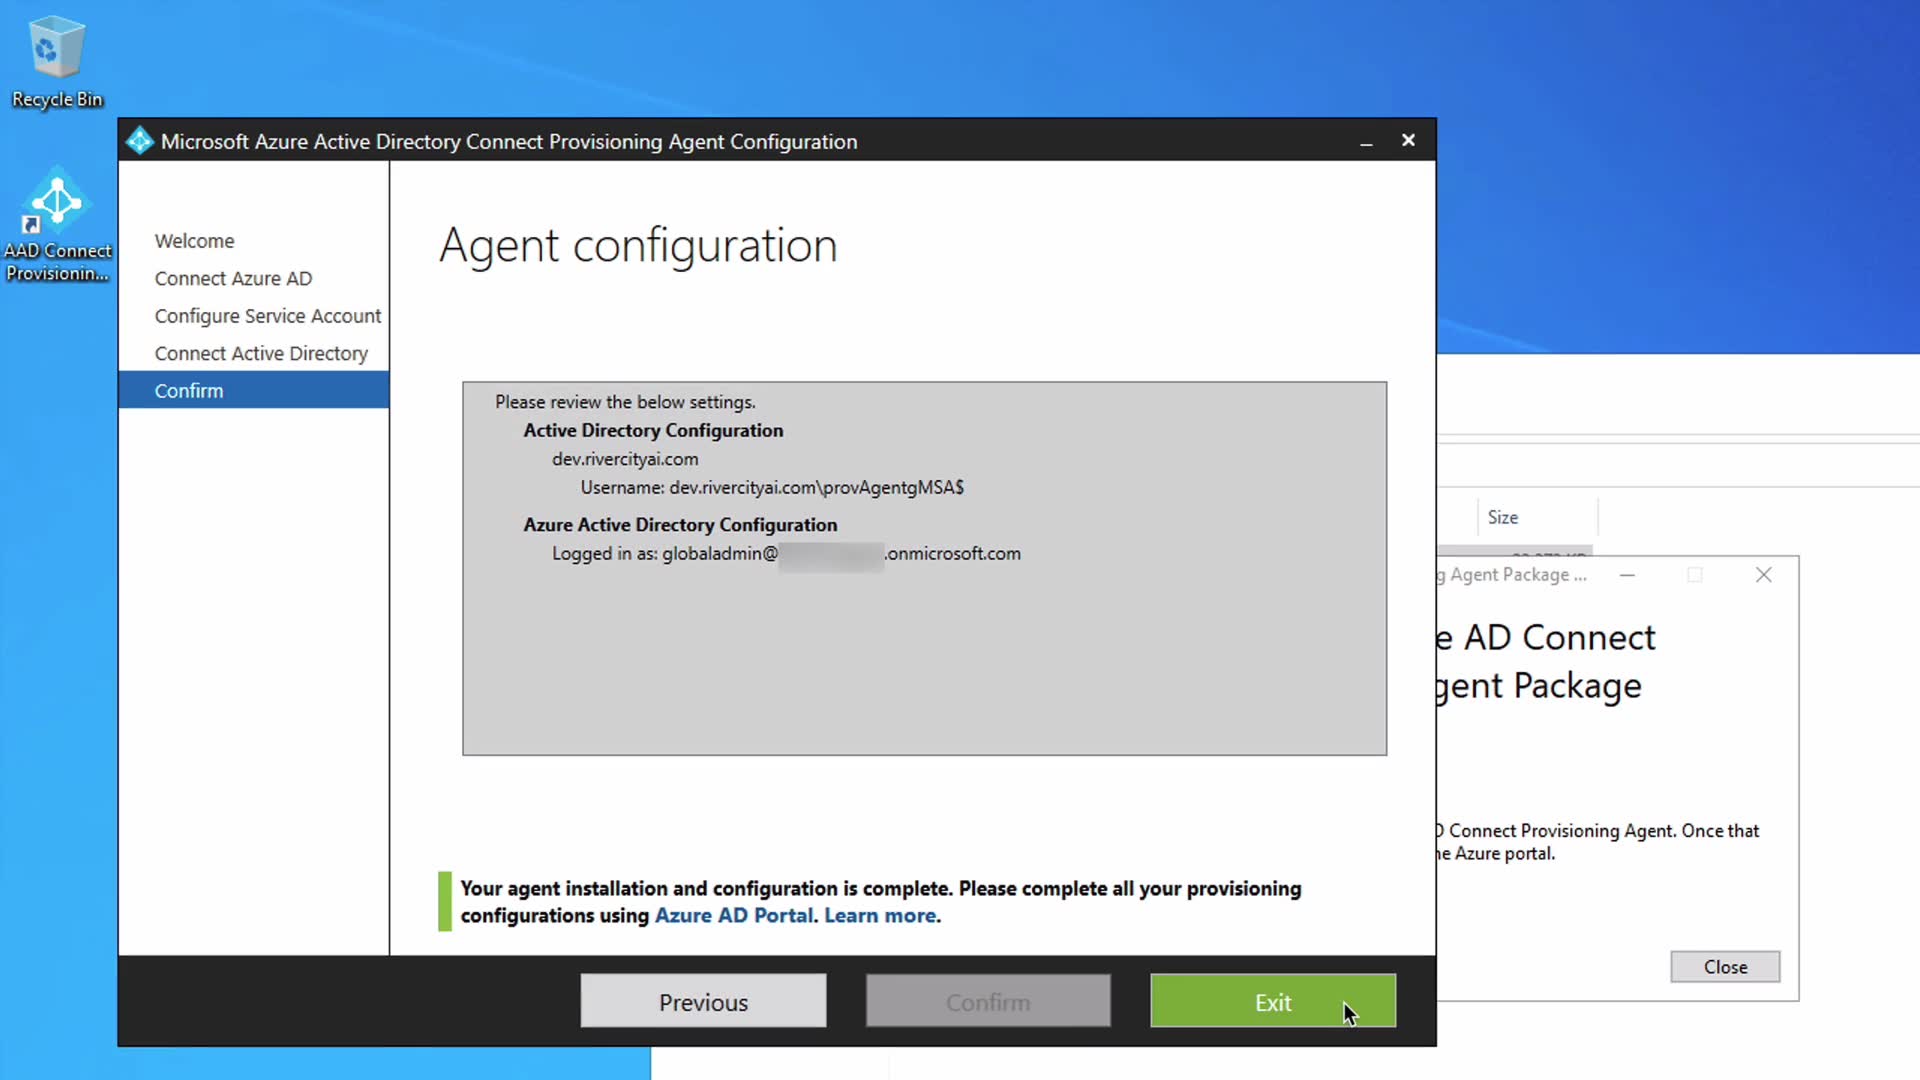 Recycle Bin
AAD Connect
Provisionin...
Microsoft Azure Active Directory Connect Provisioning Agent Configuration
Welcome
Connect Azure AD
Configure Service Account
Connect Active Directory
Confirm
Agent configuration
Please review the below settings.
Active Directory Configuration
dev.rivercityai.com
Username: dev.rivercityai.com\provAgentgMSA$
Azure Active Directory Configuration
Logged in as: globaladmin@ .onmicrosoft.com
Your agent installation and configuration is complete. Please complete all your provisioning
configurations using Azure AD Portal. Learn more.
Previous
Confirm
Exit
Size
g Agent Package ...
e AD Connect
gent Package
Connect Provisioning Agent. Once that
Azure portal.
Close